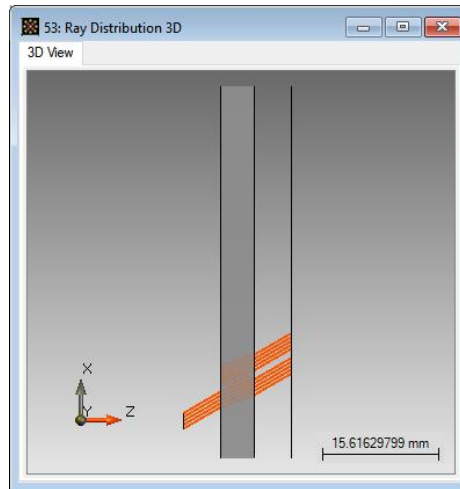 53: Ray Distribution 3D
3D View
X
Y
Z
15.61629799 mm